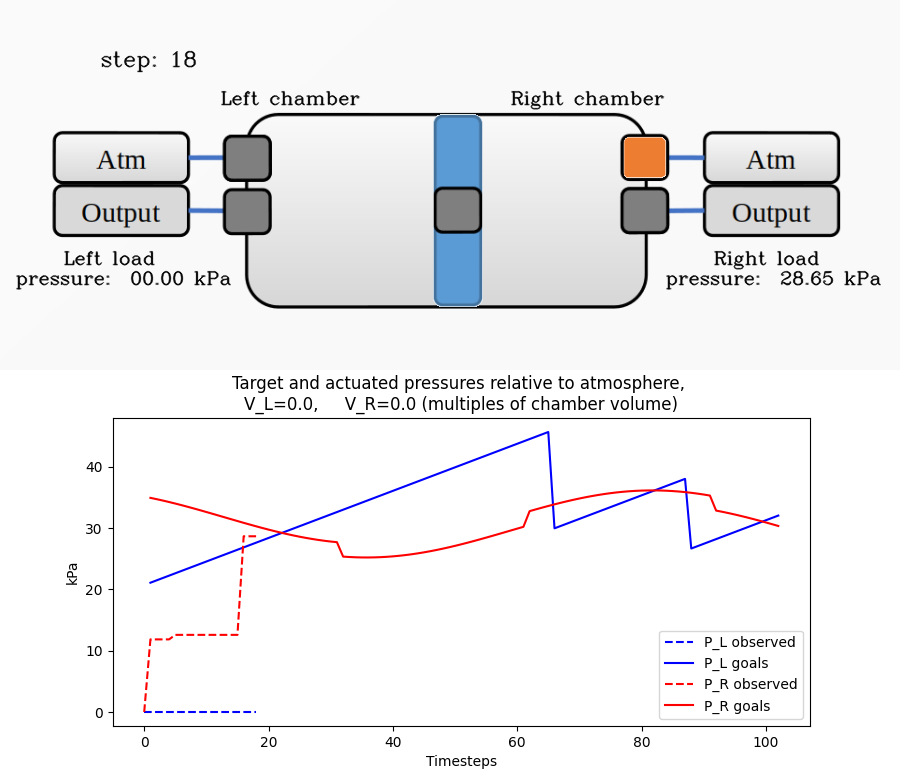 step: 18
Left chamber
Right chamber
Atm
Atm
Output
Output
Left load
pressure: 00.00 kPa
Right load
pressure: 28.65 kPa
Target and actuated pressures relative to atmosphere,
V_L=0.0, V_R=0.0 (multiples of chamber volume)
kPa
40
30
20
10
0
P_L observed
P_L goals
P_R observed
P_R goals
0 20 40 60 80 100
Timesteps